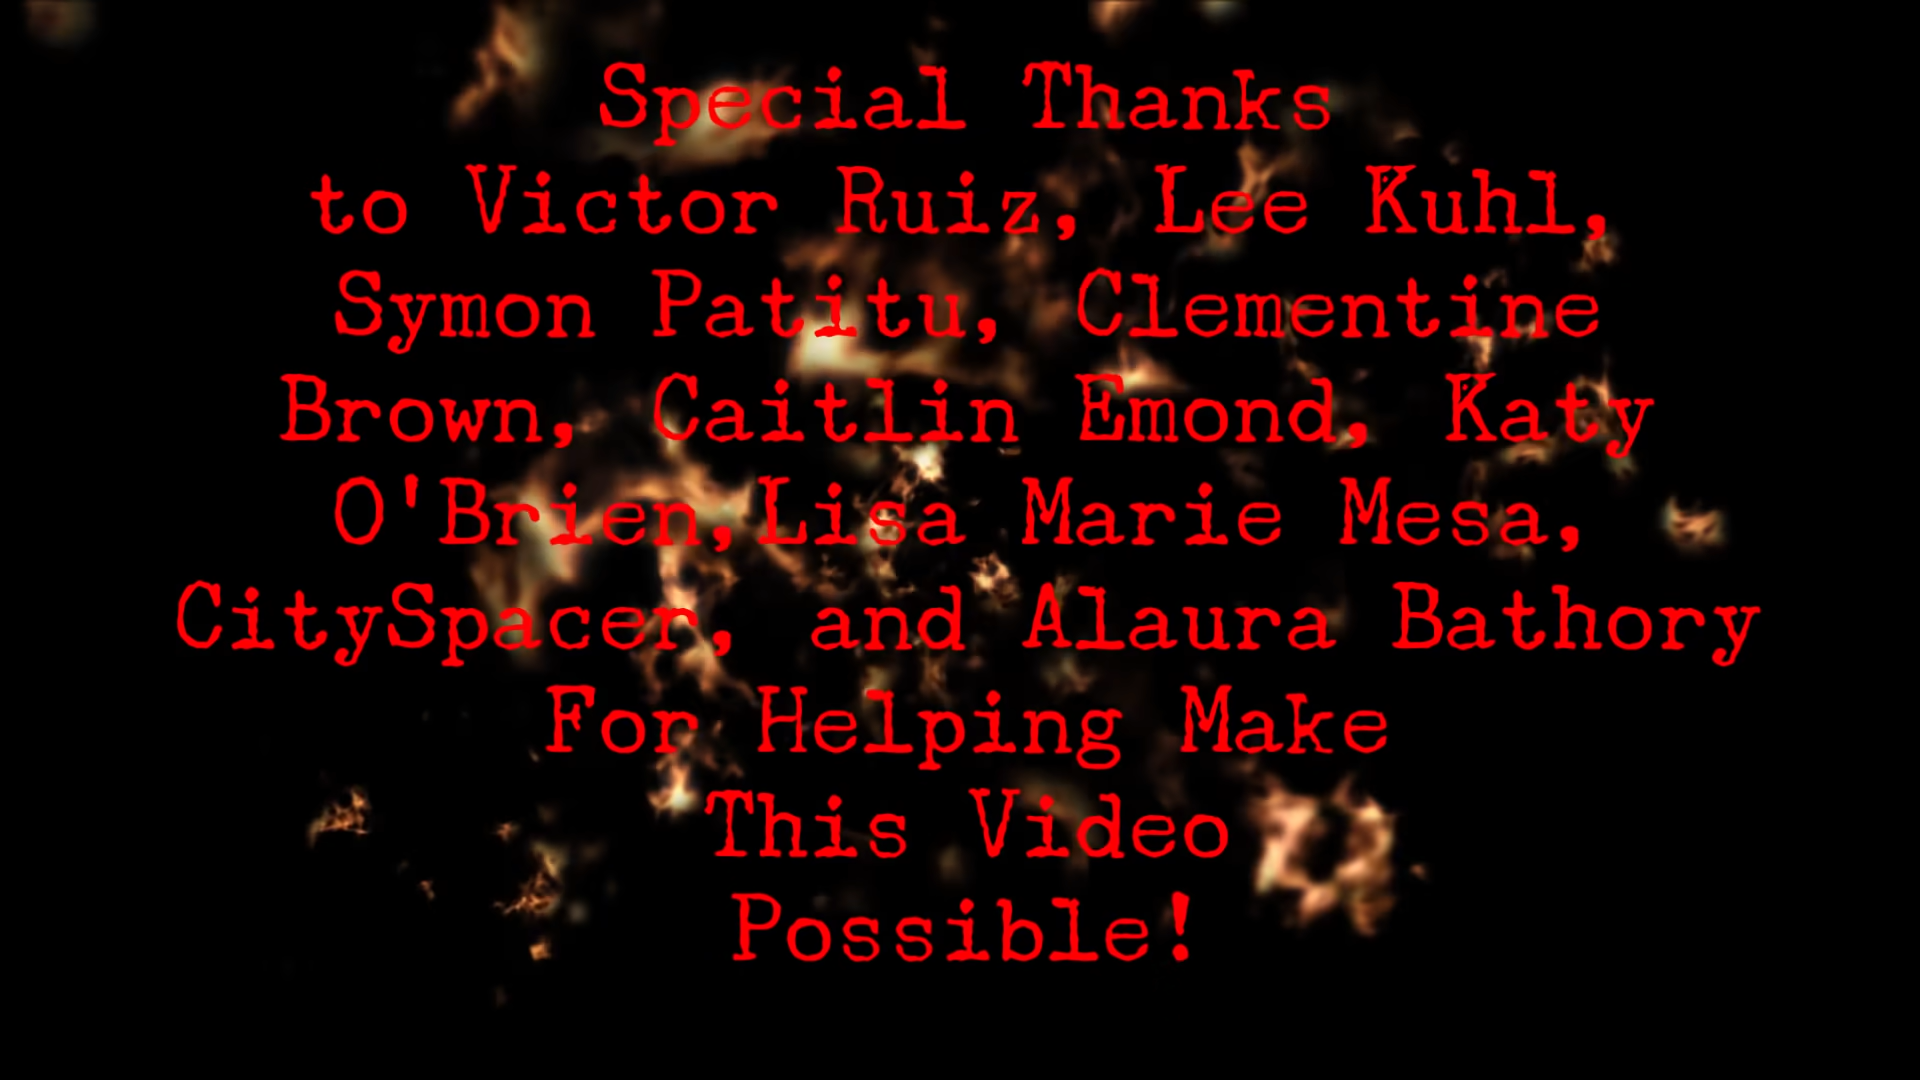 Special Thanks
to Victor Ruiz, Lee Kuhl,
Symon Patitu, Clementine
Brown, Caitlin Emond, Katy
O'Brien,Lisa Marie Mesa,
CitySpacer, and Alaura Bathory
For Helping Make
This Video
Possible!